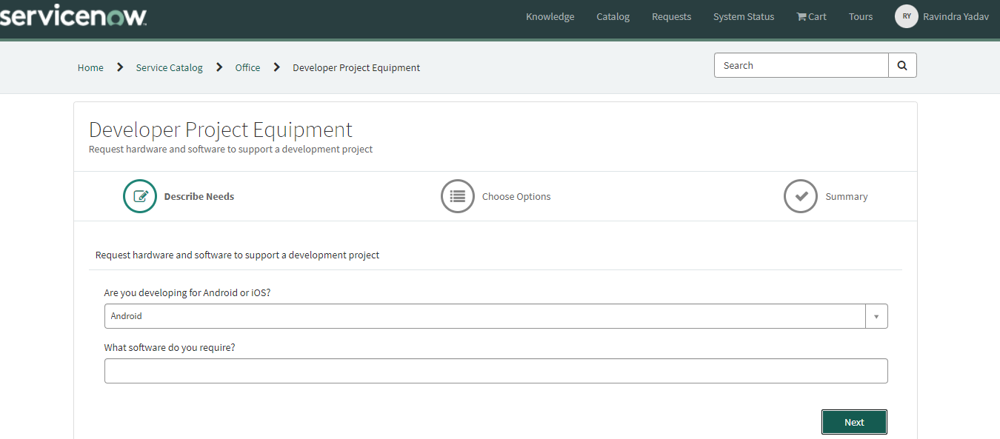 servicenow
Knowledge Catalog Requests System Status Cart Tours RY Ravindra Yadav
Home Service Catalog Office Developer Project Equipment Search
Developer Project Equipment
Request hardware and software to support a development project
Describe Needs Choose Options Summary
Request hardware and software to support a development project
Are you developing for Android or iOS?
Android
What software do you require?
Next